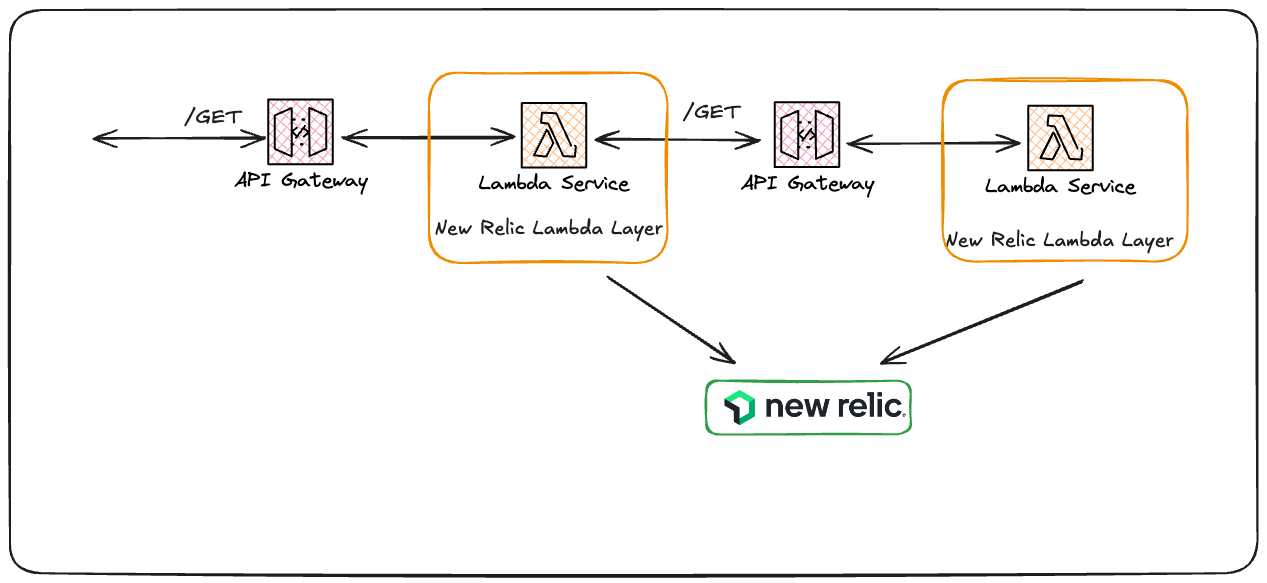 /GET
/GET
API Gateway
Lambda Service
API Gateway
Lambda Service
New Relic Lambda Layer
New Relic Lambda Layer
new relic.